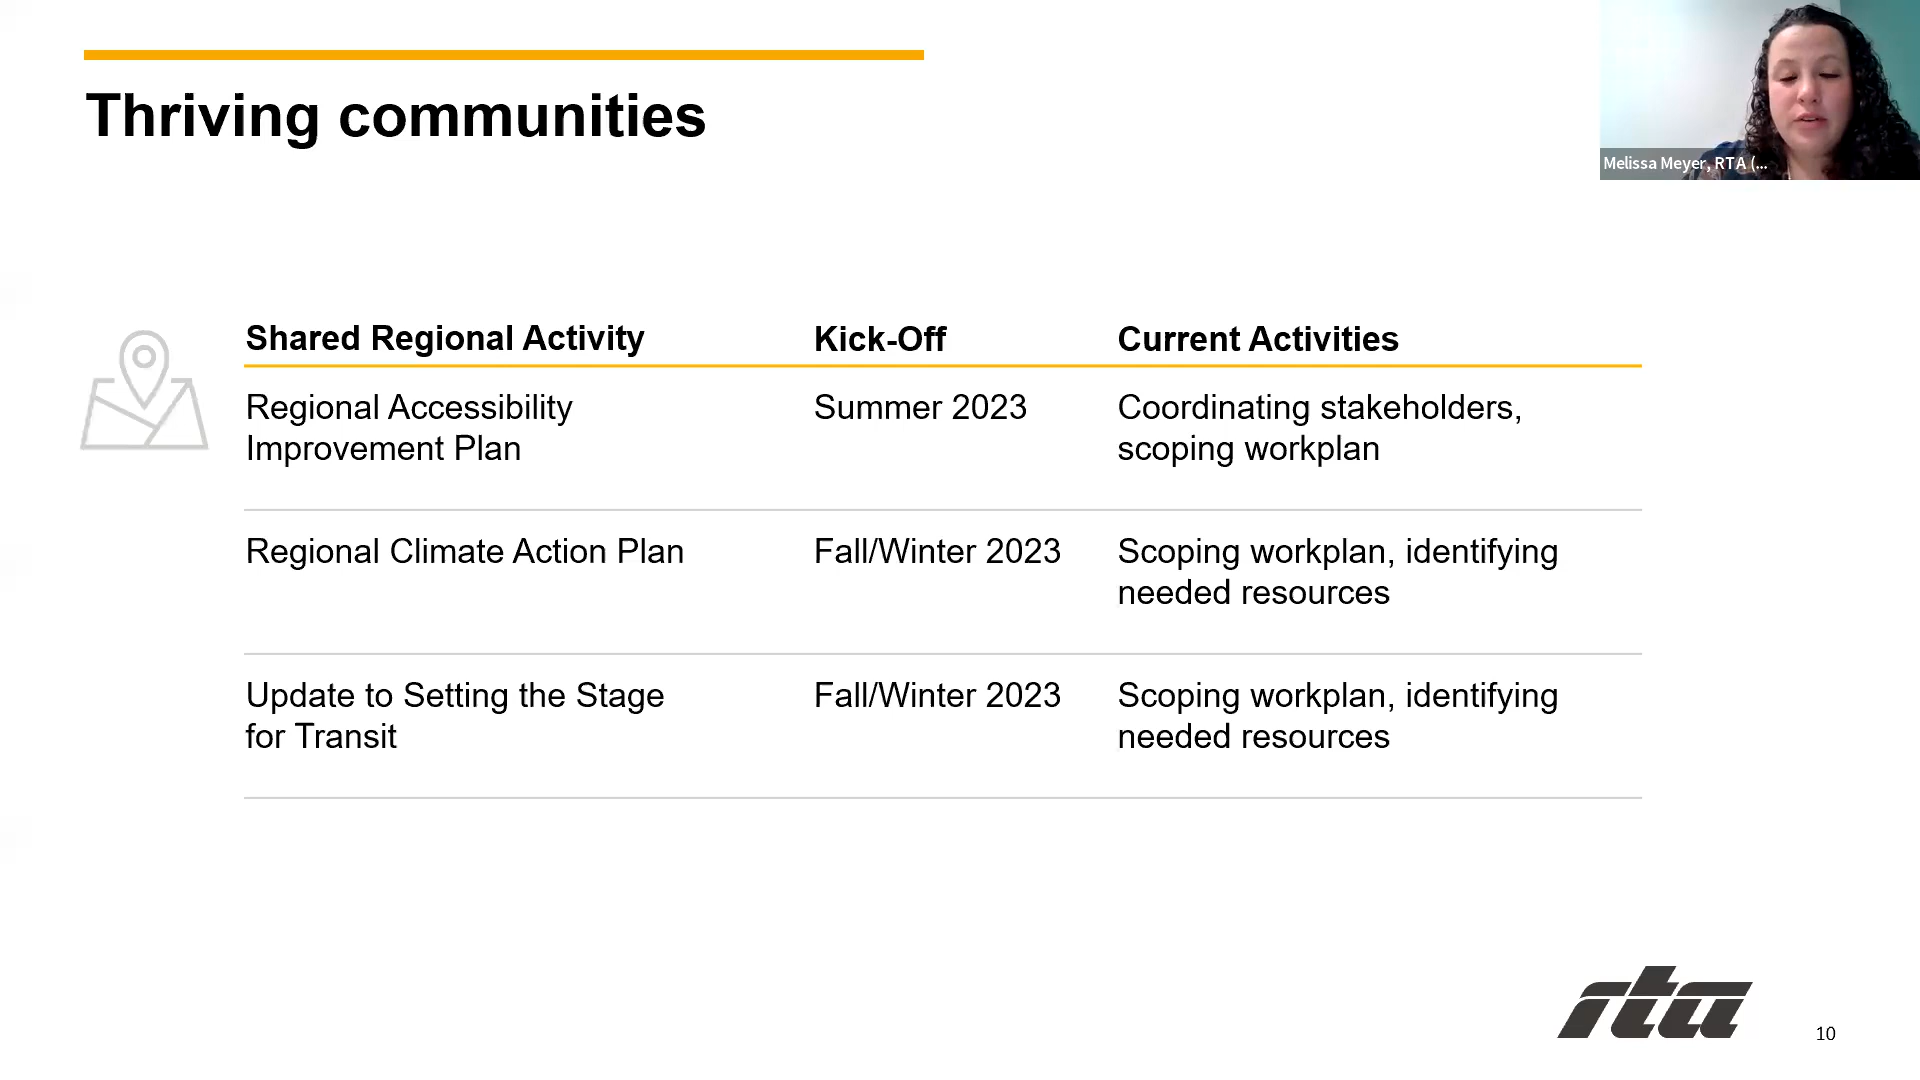 Thriving communities
Melissa Meyer, RTA (...
Shared Regional Activity
Kick-Off
Current Activities
Regional Accessibility
Improvement Plan
Summer 2023
Coordinating stakeholders,
scoping workplan
Regional Climate Action Plan
Fall/Winter 2023
Scoping workplan, identifying
needed resources
Update to Setting the Stage
for Transit
Fall/Winter 2023
Scoping workplan, identifying
needed resources
rta
10